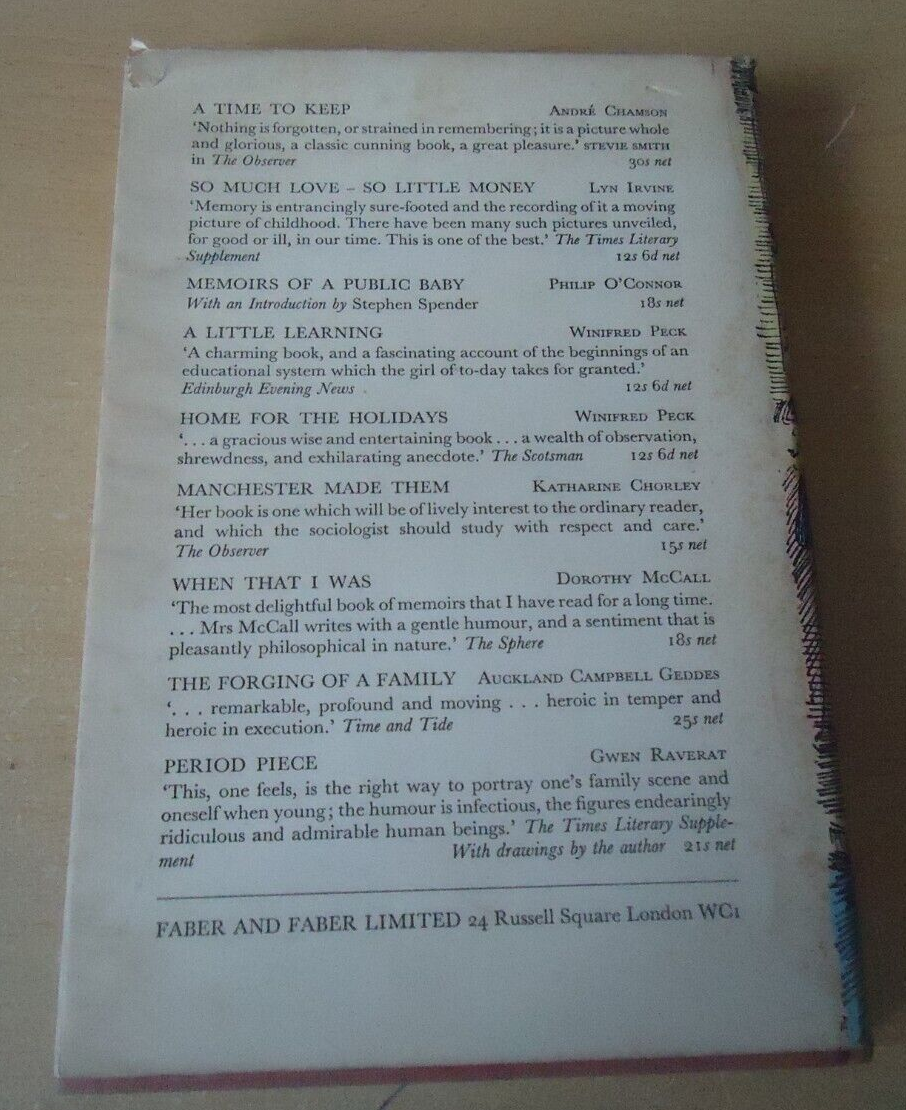 A TIME TO KEEP André Chamson
'Nothing is forgotten, or strained in remembering; it is a picture whole
and glorious, a classic cunning book, a great pleasure.' STEVIE SMITH
in The Observer 30s net
SO MUCH LOVE – SO LITTLE MONEY Lyn Irvine
'Memory is entrancingly sure-footed and the recording of it a moving
picture of childhood. There have been many such pictures unveiled,
for good or ill, in our time. This is one of the best.' The Times Literary
Supplement 12s 6d net
MEMOIRS OF A PUBLIC BABY Philip O'Connor
With an Introduction by Stephen Spender 18s net
A LITTLE LEARNING Winifred Peck
'A charming book, and a fascinating account of the beginnings of an
educational system which the girl of to-day takes for granted.'
Edinburgh Evening News 12s 6d net
HOME FOR THE HOLIDAYS Winifred Peck
'. . . a gracious wise and entertaining book . . . a wealth of observation,
shrewdness, and exhilarating anecdote.' The Scotsman 12s 6d net
MANCHESTER MADE THEM Katharine Chorley
'Her book is one which will be of lively interest to the ordinary reader,
and which the sociologist should study with respect and care.'
The Observer 15s net
WHEN THAT I WAS Dorothy McCall
'The most delightful book of memoirs that I have read for a long time.
. . . Mrs McCall writes with a gentle humour, and a sentiment that is
pleasantly philosophical in nature.' The Sphere 18s net
THE FORGING OF A FAMILY Auckland Campbell Geddes
'. . . remarkable, profound and moving . . . heroic in temper and
heroic in execution.' Time and Tide 25s net
PERIOD PIECE Gwen Raverat
'This, one feels, is the right way to portray one's family scene and
oneself when young; the humour is infectious, the figures endearingly
ridiculous and admirable human beings.' The Times Literary Supple-
ment With drawings by the author 21s net
FABER AND FABER LIMITED 24 Russell Square London WC1